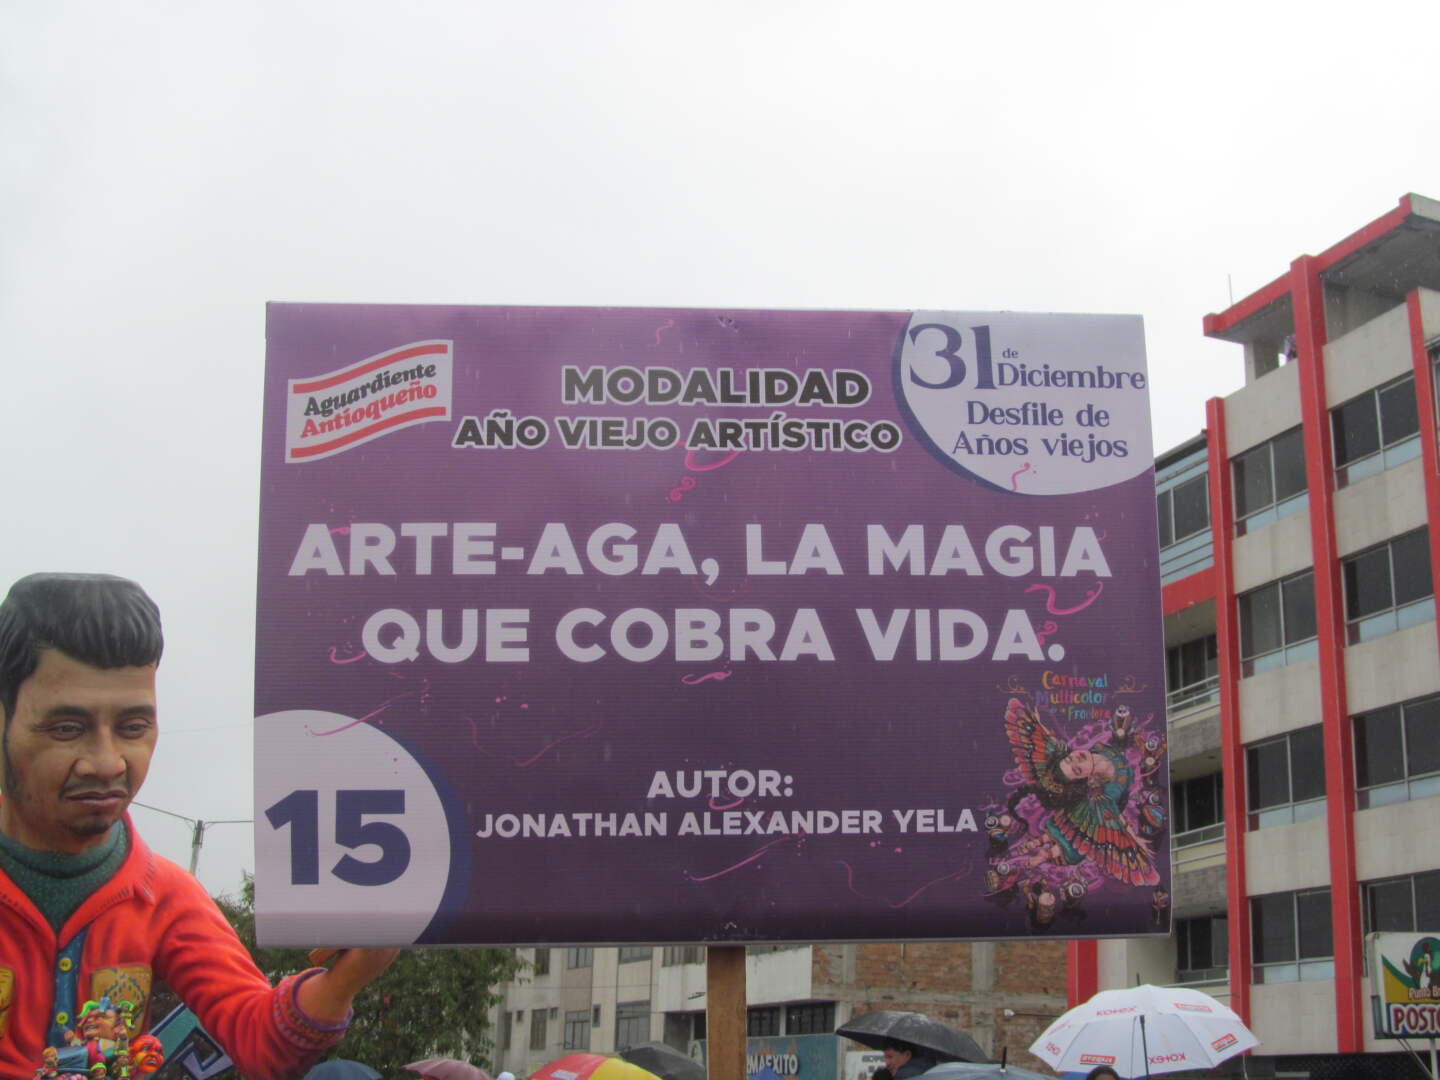 Aguardiente
Antioqueño
MODALIDAD
AÑO VIEJO ARTÍSTICO
31 de Diciembre
Desfile de
Años viejos
ARTE-AGA, LA MAGIA
QUE COBRA VIDA.
Carnaval
Multicolor
Frontera
15
AUTOR:
JONATHAN ALEXANDER YELA